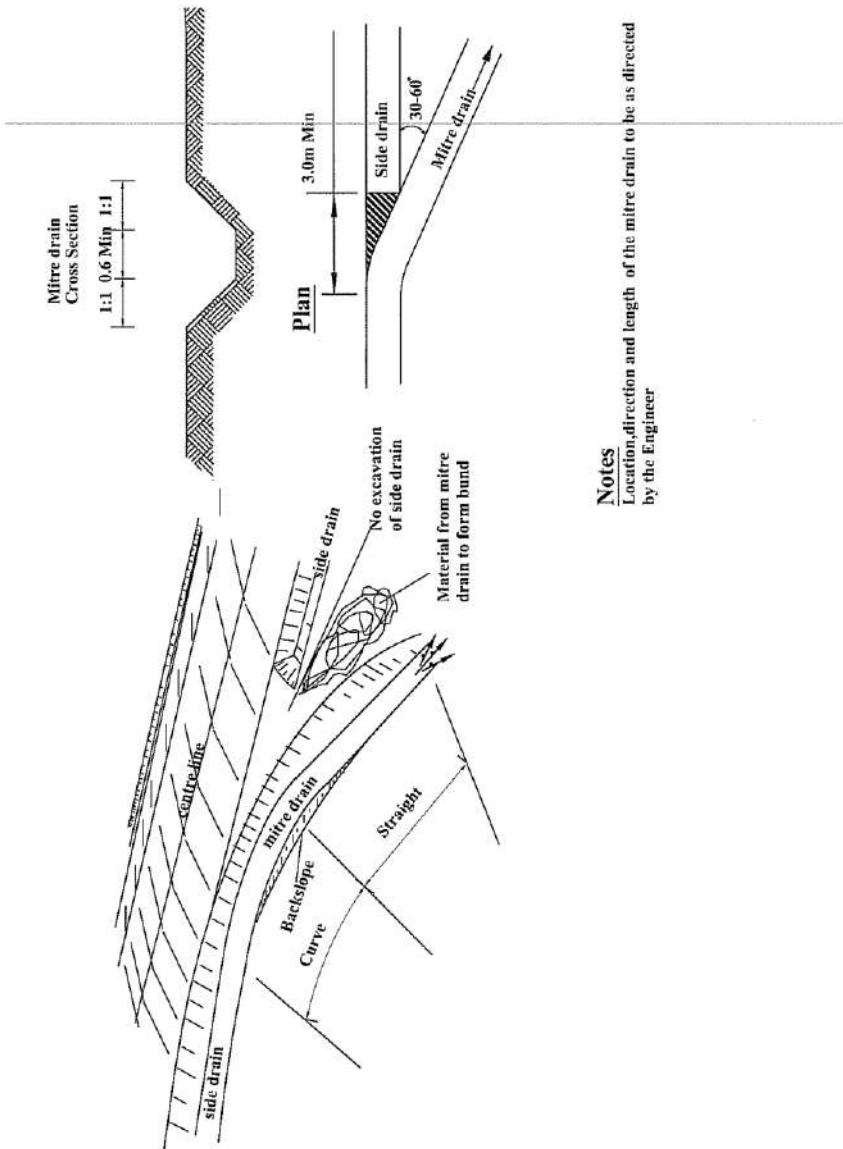 Mitre drain
Cross Section
1:1 0.6 Min 1:1
Plan
3.0m Min
Side drain
30-60°
Mitre drain
centre line
side drain
No excavation
of side drain
Material from mitre
drain to form bund
mitre drain
Backslope
Straight
Curve
side drain
Notes
Location,direction and length of the mitre drain to be as directed
by the Engineer